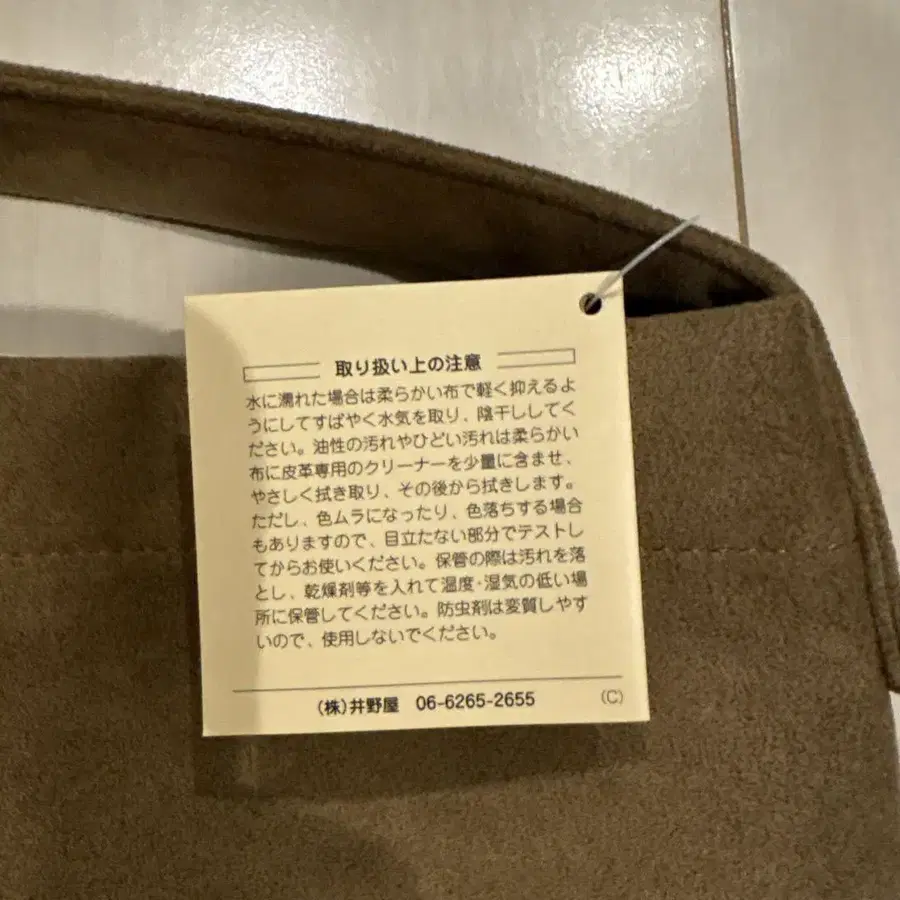 取り扱い上の注意
水に濡れた場合は柔らかい布で軽く抑えるよ
うにしてすばやく水気を取り、陰干ししてく
ださい。油性の汚れやひどい汚れは柔らかい
布に皮革専用のクリーナーを少量に含ませ、
やさしく拭き取り、その後から拭きします。
ただし、色ムラになったり、色落ちする場合
もありますので、目立たない部分でテストし
てからお使いください。保管の際は汚れを落
とし、乾燥剤等を入れて温度・湿気の低い場
所に保管してください。防虫剤は変質しやす
いので、使用しないでください。
(株)井野屋 06-6265-2655 (C)